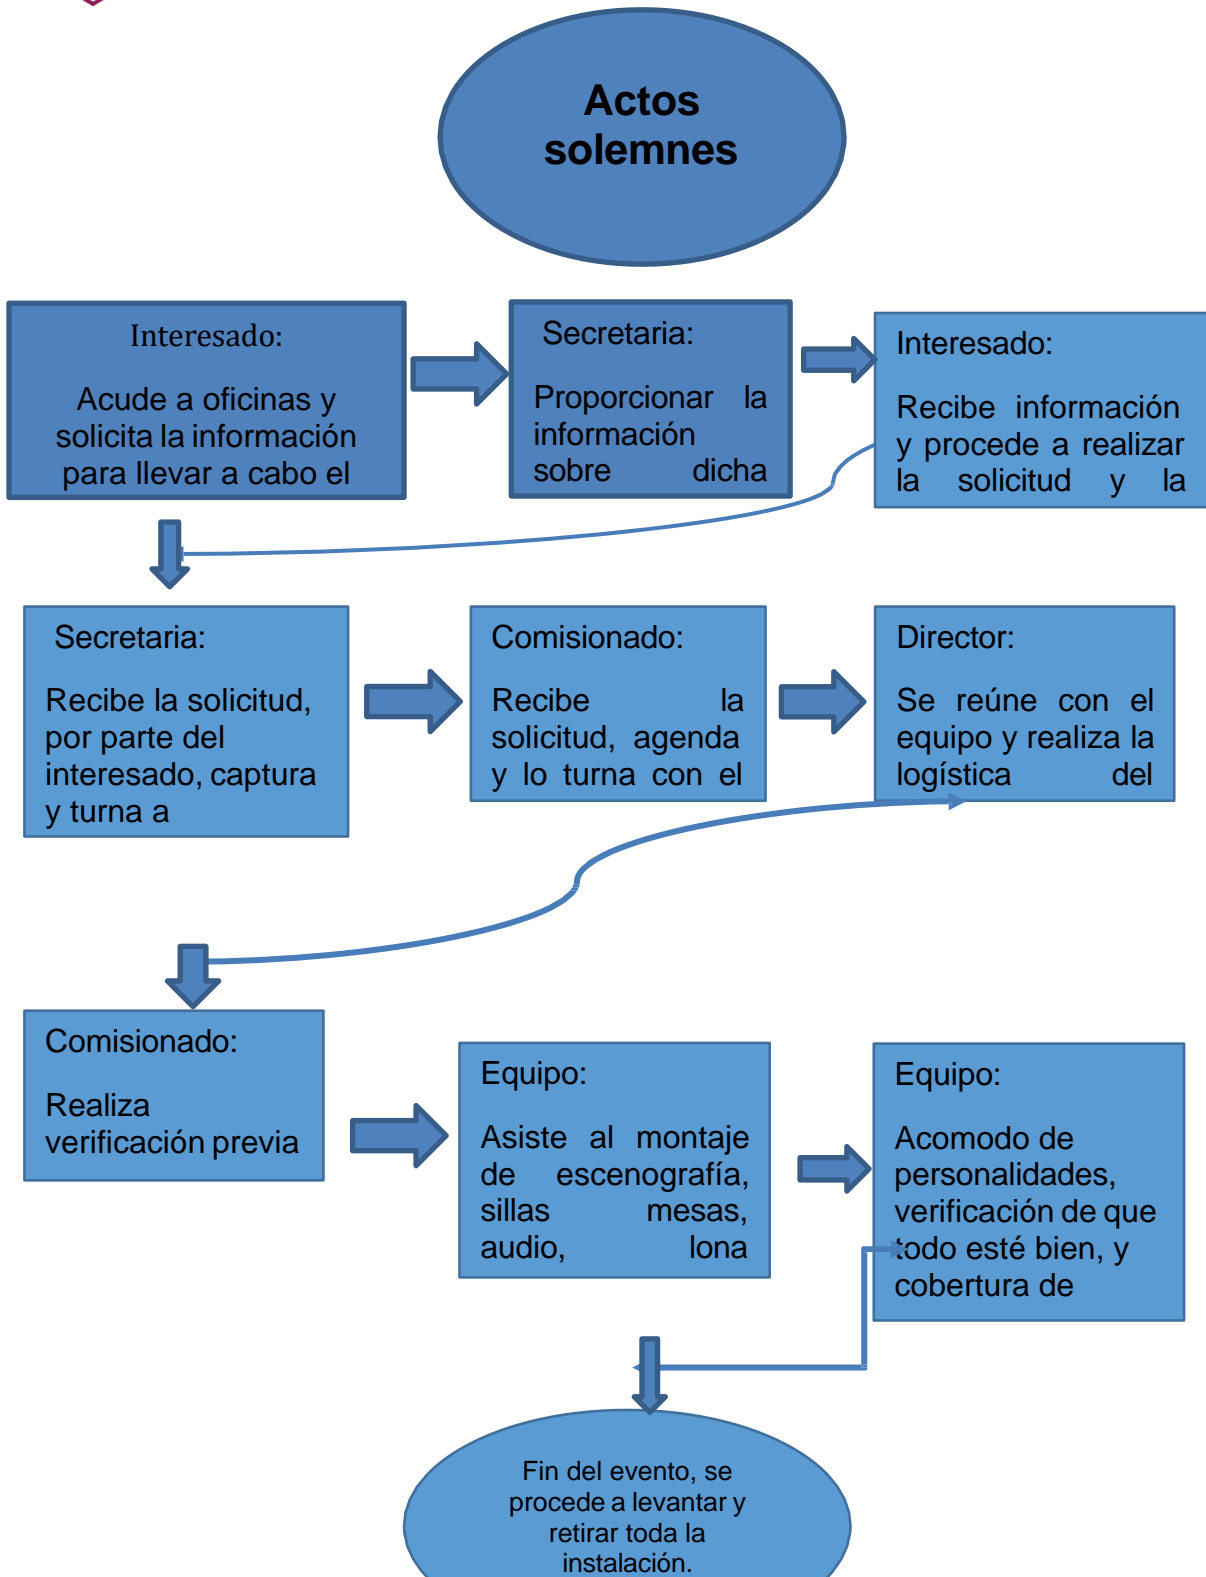 Actos
solemnes
Interesado:
Acude a oficinas y
solicita la información
para llevar a cabo el
Secretaria:
Proporcionar la
información
sobre dicha
Interesado:
Recibe información
y procede a realizar
la solicitud y la
Secretaria:
Recibe la solicitud,
por parte del
interesado, captura
y turna a
Comisionado:
Recibe la
solicitud, agenda
y lo turna con el
Director:
Se reúne con el
equipo y realiza la
logística del
Comisionado:
Realiza
verificación previa
Equipo:
Asiste al montaje
de escenografía,
sillas mesas,
audio, lona
Equipo:
Acomodo de
personalidades,
verificación de que
todo esté bien, y
cobertura de
Fin del evento, se
procede a levantar y
retirar toda la
instalación.